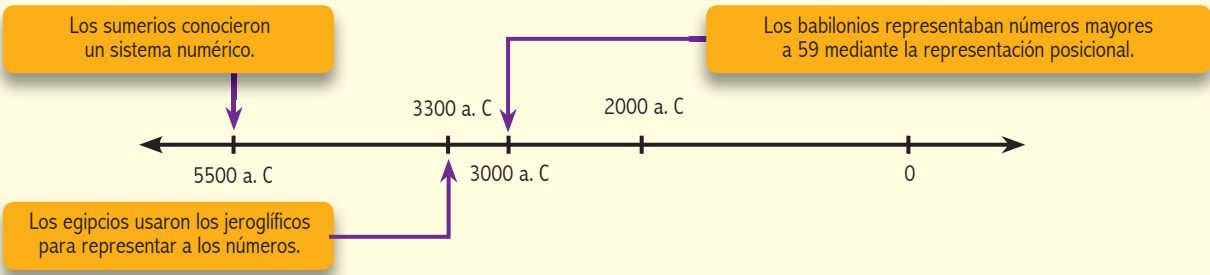 Los sumerios conocieron
un sistema numérico.
Los babilonios representaban números mayores
a 59 mediante la representación posicional.
3300 a. C
2000 a. C
5500 a. C
3000 a. C
0
Los egipcios usaron los jeroglíficos
para representar a los números.